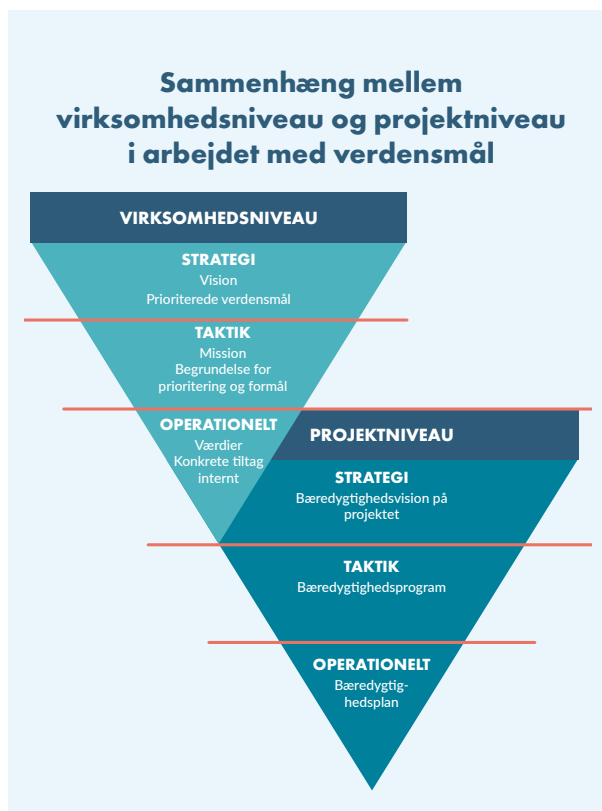 Sammenhæng mellem
virksomhedsniveau og projektniveau
i arbejdet med verdensmål
VIRKSOMHEDSNIVEAU
STRATEGI
Vision
Prioriterede verdensmål
TAKTIK
Mission
Begrundelse for
prioritering og formål
OPERATIONELT
Værdier
Konkrete tiltag
internt
PROJEKTNIVEAU
STRATEGI
Bæredygtighedsvision på
projektet
TAKTIK
Bæredygtighedsprogram
OPERATIONELT
Bæredygtig-
hedsplan